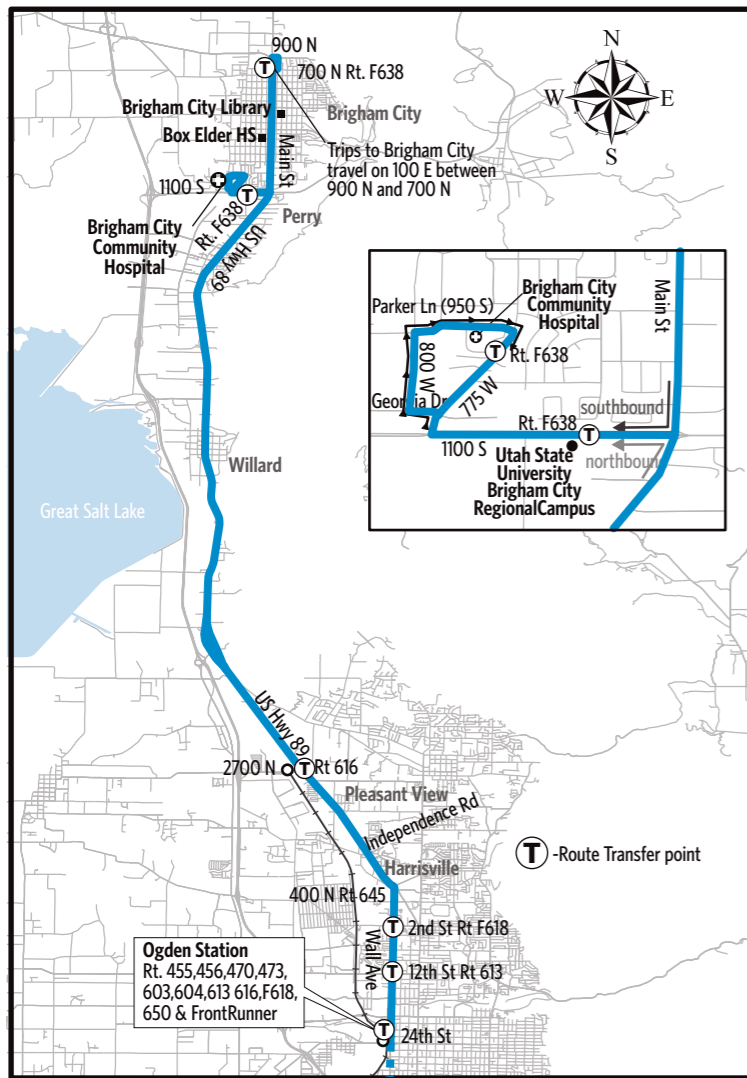 900 N
N
T
700 N Rt. F638
W
E
S
Brigham City Library
Brigham City
Box Elder HS
Main St
Trips to Brigham City
travel on 100 E between
900 N and 700 N
1100 S
T
Rt. F638
Perry
Brigham City
Community
Hospital
US Hwy 89
Brigham City
Community
Hospital
Parker Ln (950 S)
Main St
T
Rt. F638
800 W
775 W
Georgia Dr
southbound
Rt. F638
T
1100 S
northbound
Utah State
University
Brigham City
RegionalCampus
Willard
Great Salt Lake
US Hwy 89
2700 N
T
Rt 616
Pleasant View
Independence Rd
T
-Route Transfer point
Harrisville
400 N Rt 645
T
2nd St Rt F618
Wall Ave
T
12th St Rt 613
Ogden Station
Rt. 455,456,470,473,
603,604,613 616,F618,
650 & FrontRunner
T
24th St